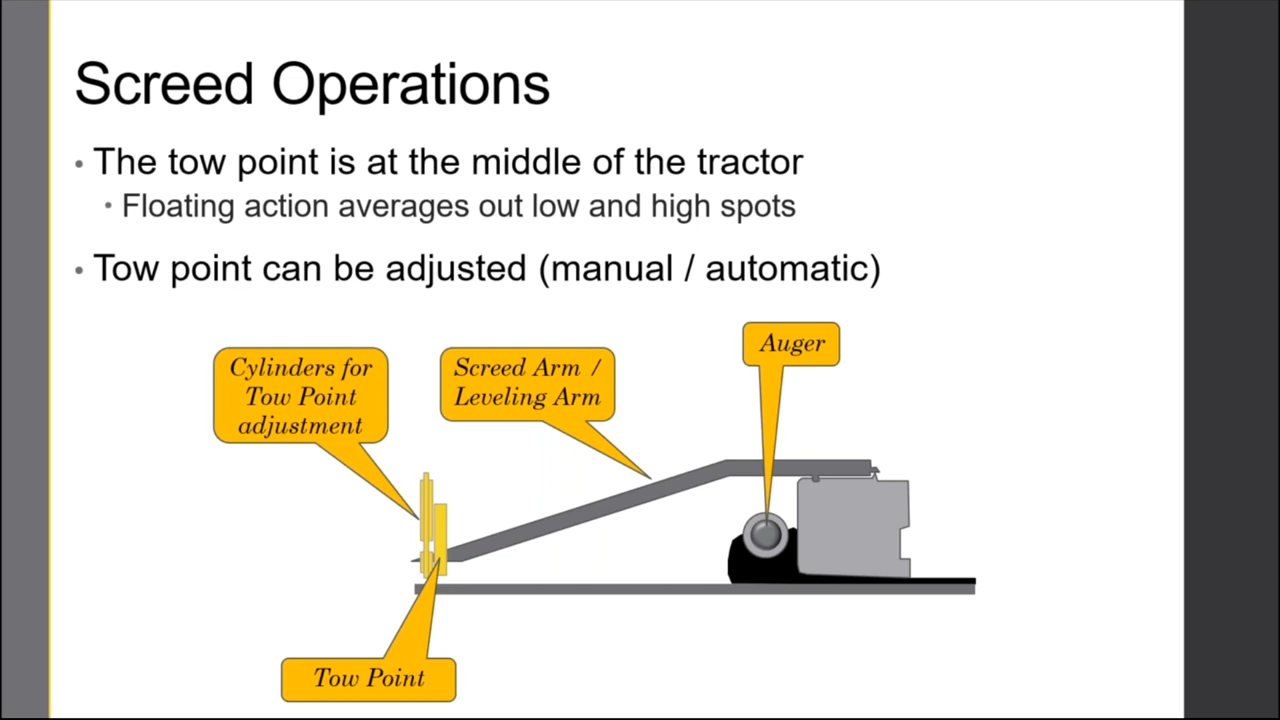 Screed Operations
• The tow point is at the middle of the tractor
• Floating action averages out low and high spots
• Tow point can be adjusted (manual / automatic)
Auger
Cylinders for
Tow Point
adjustment
Screed Arm /
Leveling Arm
Tow Point